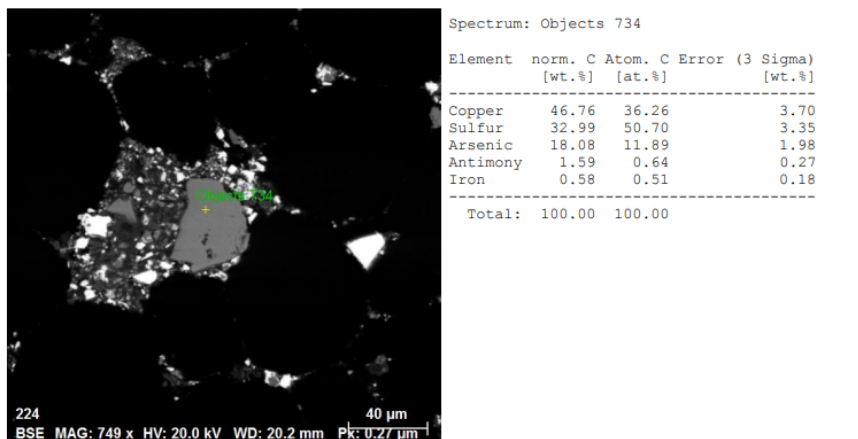 Spectrum: Objects 734
Element norm. C Atom. C Error (3 Sigma)
[wt.%] [at.%] [wt.%]
Copper 46.76 36.26 3.70
Sulfur 32.99 50.70 3.35
Arsenic 18.08 11.89 1.98
Antimony 1.59 0.64 0.27
Iron 0.58 0.51 0.18
Total: 100.00 100.00
Objects 734
224
40 µm
BSE MAG: 749 x HV: 20.0 kV WD: 20.2 mm Px: 0.27 µm